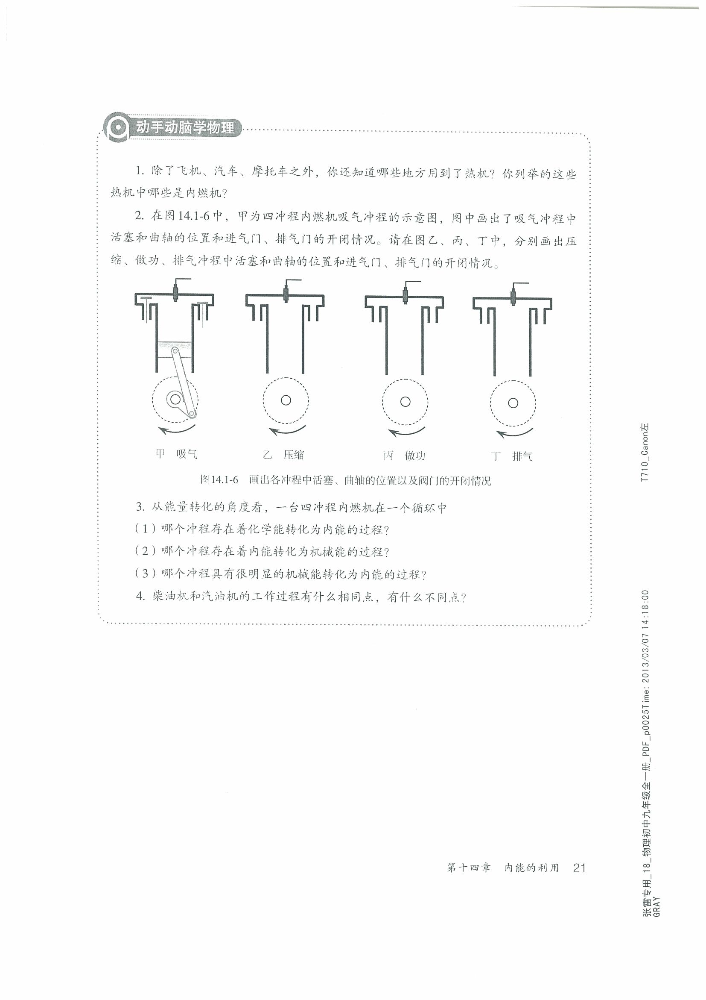 动手动脑学物理
1. 除了飞机、汽车、摩托车之外，你还知道哪些地方用到了热机？你列举的这些
热机中哪些是内燃机？
2. 在图14.1-6中，甲为四冲程内燃机吸气冲程的示意图，图中画出了吸气冲程中
活塞和曲轴的位置和进气门、排气门的开闭情况。请在图乙、丙、丁中，分别画出压
缩、做功、排气冲程中活塞和曲轴的位置和进气门、排气门的开闭情况。
甲 吸气
乙 压缩
丙 做功
丁 排气
图14.1-6 画出各冲程中活塞、曲轴的位置以及阀门的开闭情况
3. 从能量转化的角度看，一台四冲程内燃机在一个循环中
（1）哪个冲程存在着化学能转化为内能的过程？
（2）哪个冲程存在着内能转化为机械能的过程？
（3）哪个冲程具有很明显的机械能转化为内能的过程？
4. 柴油机和汽油机的工作过程有什么相同点，有什么不同点？
第十四章 内能的利用 21
T710_Canon左
张雷专用_18_物理初中九年级全一册_PDF_p0025Time: 2013/03/07 14:18:00
GRAY